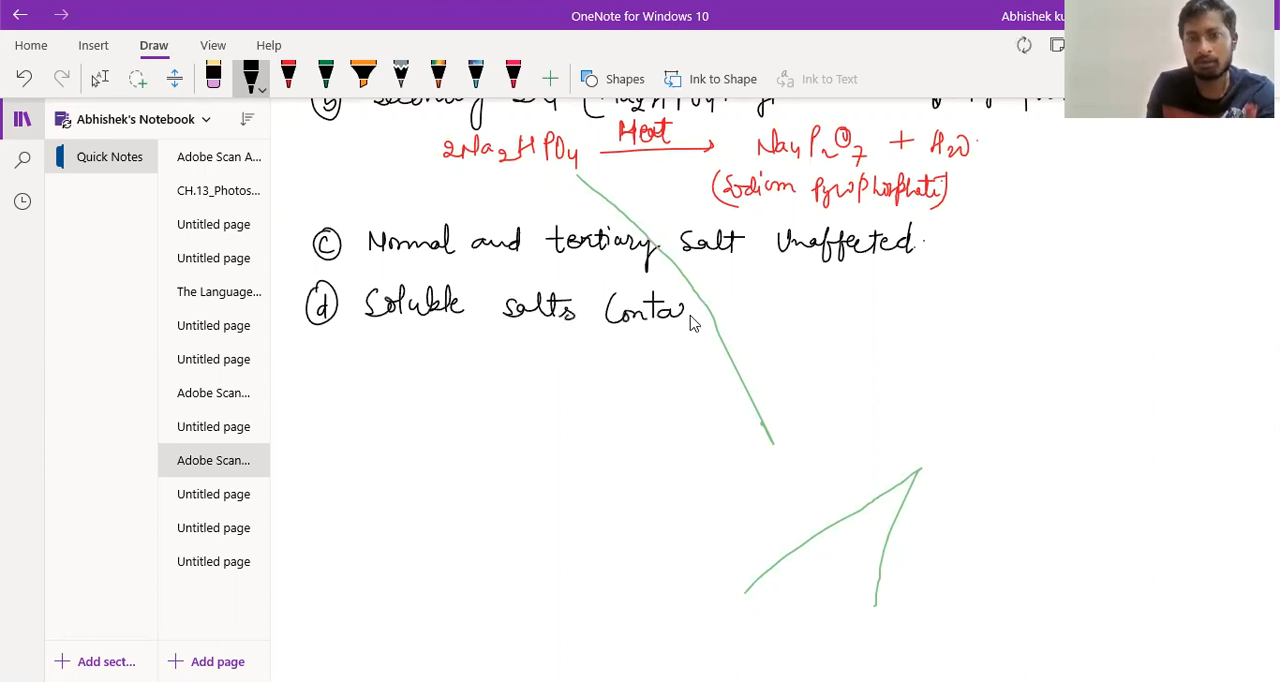 OneNote for Windows 10
Abhishek ku
Home Insert Draw View Help
Shapes Ink to Shape Ink to Text
Abhishek's Notebook
Quick Notes
Adobe Scan A...
CH.13_Photos...
Untitled page
Untitled page
The Language...
Untitled page
Untitled page
Adobe Scan...
Untitled page
Adobe Scan...
Untitled page
Untitled page
Untitled page
Add sect...
Add page
(b) Secondary
2Na2HPO4 Heat Na4P2O7 + H2O
(Sodium Pyrophosphate)
(c) Normal and tertiary salt unaffected.
(d) Soluble salts Conta